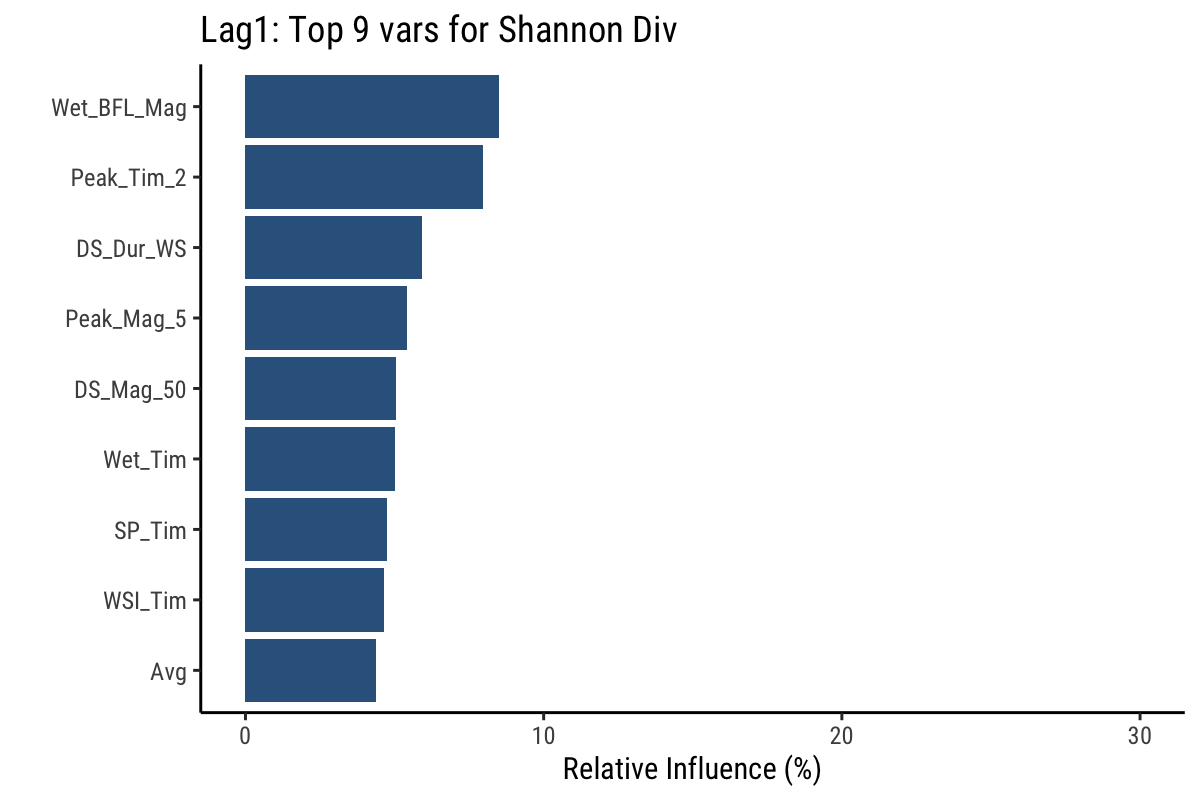 Lag1: Top 9 vars for Shannon Div
Wet_BFL_Mag
Peak_Tim_2
DS_Dur_WS
Peak_Mag_5
DS_Mag_50
Wet_Tim
SP_Tim
WSI_Tim
Avg
0 10 20 30
Relative Influence (%)